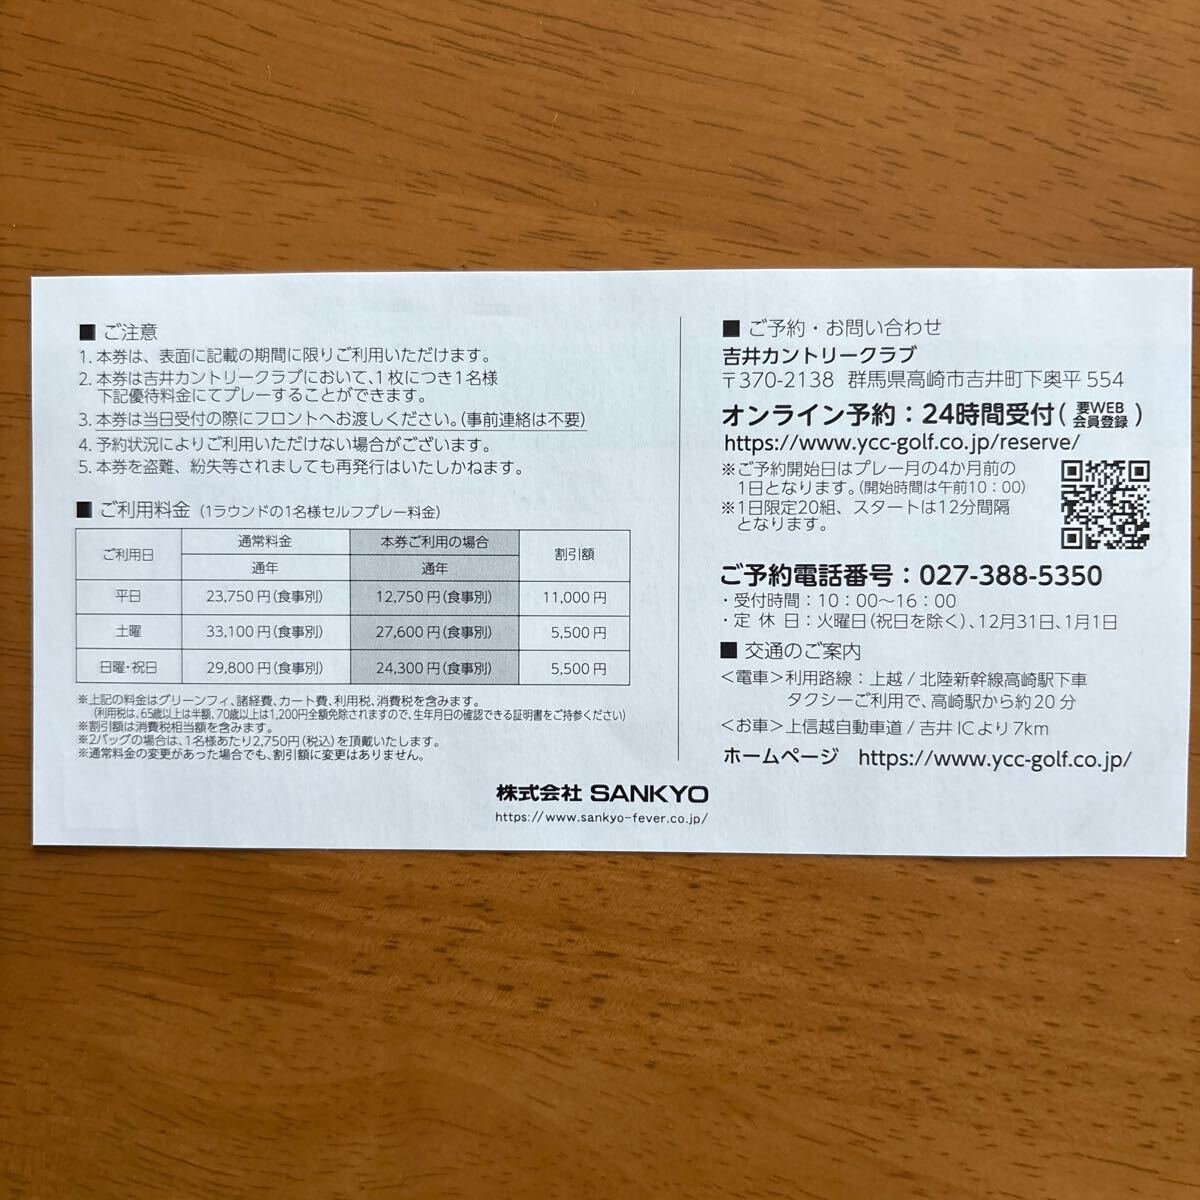 ■ ご注意
1. 本券は、表面に記載の期間に限りご利用いただけます。
2. 本券は吉井カントリークラブにおいて、1枚につき1名様
下記優待料金にてプレーすることができます。
3. 本券は当日受付の際にフロントへお渡しください。(事前連絡は不要)
4. 予約状況によりご利用いただけない場合がございます。
5. 本券を盗難、紛失等されましても再発行はいたしかねます。
■ ご利用料金 (1ラウンドの1名様セルフプレー料金)
ご利用日 通常料金 本券ご利用の場合 割引額
通年 通年
平日 23,750円(食事別) 12,750円(食事別) 11,000円
土曜 33,100円(食事別) 27,600円(食事別) 5,500円
日曜・祝日 29,800円(食事別) 24,300円(食事別) 5,500円
※上記の料金はグリーンフィ、諸経費、カート費、利用税、消費税を含みます。
(利用税は、65歳以上は半額、70歳以上は1,200円全額免除されますので、生年月日の確認できる証明書をご持参ください)
※割引額は消費税相当額を含みます。
※2バッグの場合は、1名様あたり2,750円(税込)を頂戴いたします。
※通常料金の変更があった場合でも、割引額に変更はありません。
■ ご予約・お問い合わせ
吉井カントリークラブ
〒370-2138 群馬県高崎市吉井町下奥平 554
オンライン予約:24時間受付(要WEB会員登録)
https://www.ycc-golf.co.jp/reserve/
※ご予約開始日はプレー月の4か月前の
1日となります。(開始時間は午前10:00)
※1日限定20組、スタートは12分間隔
となります。
ご予約電話番号:027-388-5350
・受付時間:10:00~16:00
・定休日:火曜日(祝日を除く)、12月31日、1月1日
■ 交通のご案内
<電車>利用路線:上越/北陸新幹線高崎駅下車
タクシーご利用で、高崎駅から約20分
<お車>上信越自動車道/吉井ICより7km
ホームページ https://www.ycc-golf.co.jp/
株式会社 SANKYO
https://www.sankyo-fever.co.jp/